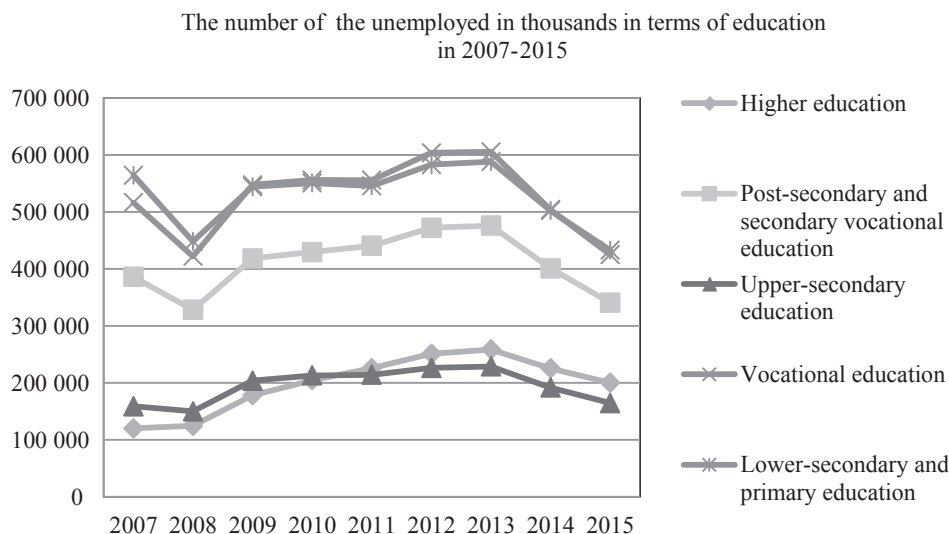 The number of the unemployed in thousands in terms of education
in 2007-2015
700 000
600 000
500 000
400 000
300 000
200 000
100 000
0
2007 2008 2009 2010 2011 2012 2013 2014 2015
Higher education
Post-secondary and
secondary vocational
education
Upper-secondary
education
Vocational education
Lower-secondary and
primary education